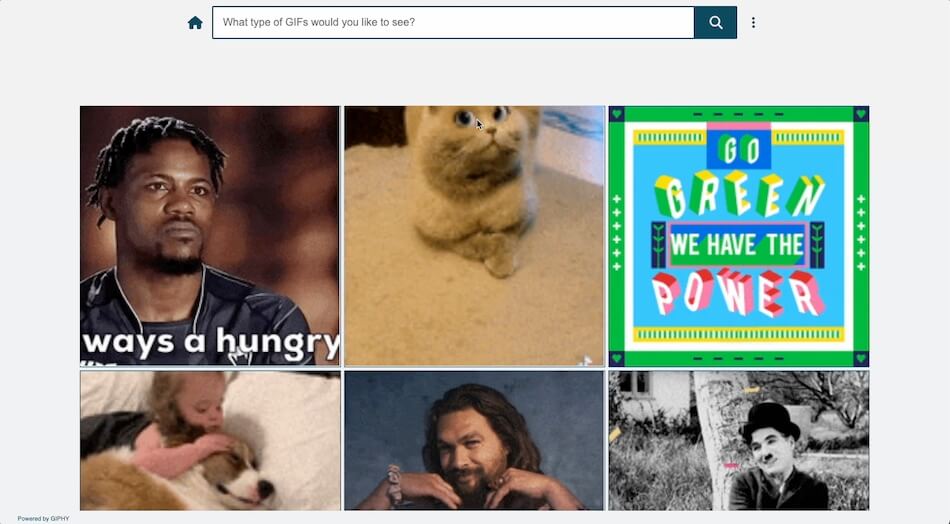 What type of GIFs would you like to see?
ways a hungry
GO
GREEN
WE HAVE THE
POWER
Powered by GIPHY